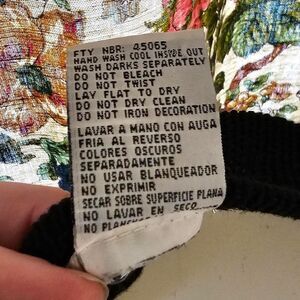 FTY NBR: 45065
HAND WASH COOL INSIDE OUT
WASH DARKS SEPARATELY
DO NOT BLEACH
DO NOT TWIST
LAY FLAT TO DRY
DO NOT DRY CLEAN
DO NOT IRON DECORATION
LAVAR A MANO CON AUGA
FRIA AL REVERSO
COLORES OSCUROS
SEPARADAMENTE
NO USAR BLANQUEADOR
NO EXPRIMIR
SECAR SOBRE SUPERFICIE PLANA
NO LAVAR EN SECO
NO